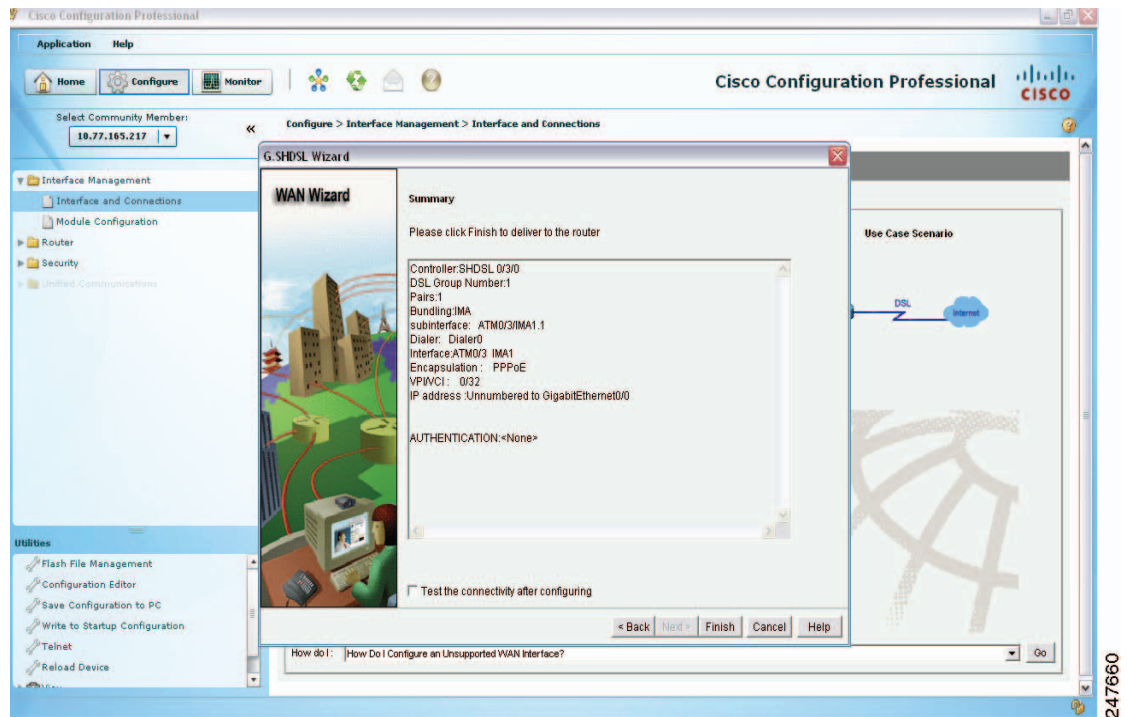 Cisco Configuration Professional
Application Help
Home Configure Monitor
Cisco Configuration Professional
CISCO
Select Community Member:
10.77.165.217
«
Configure > Interface Management > Interface and Connections
Interface Management
Interface and Connections
Module Configuration
Router
Security
Unified Communications
G.SHDSL Wizard
WAN Wizard
Summary
Please click Finish to deliver to the router
Controller:SHDSL 0/3/0
DSL Group Number:1
Pairs:1
Bundling:IMA
subinterface: ATM0/3/IMA1.1
Dialer: Dialer0
Interface:ATM0/3 IMA1
Encapsulation : PPPoE
VPI/VCI : 0/32
IP address :Unnumbered to GigabitEthernet0/0
AUTHENTICATION:<None>
Test the connectivity after configuring
< Back Next > Finish Cancel Help
Use Case Scenario
DSL
Internet
How do I : How Do I Configure an Unsupported WAN Interface? Go
Utilities
Flash File Management
Configuration Editor
Save Configuration to PC
Write to Startup Configuration
Telnet
Reload Device
247660